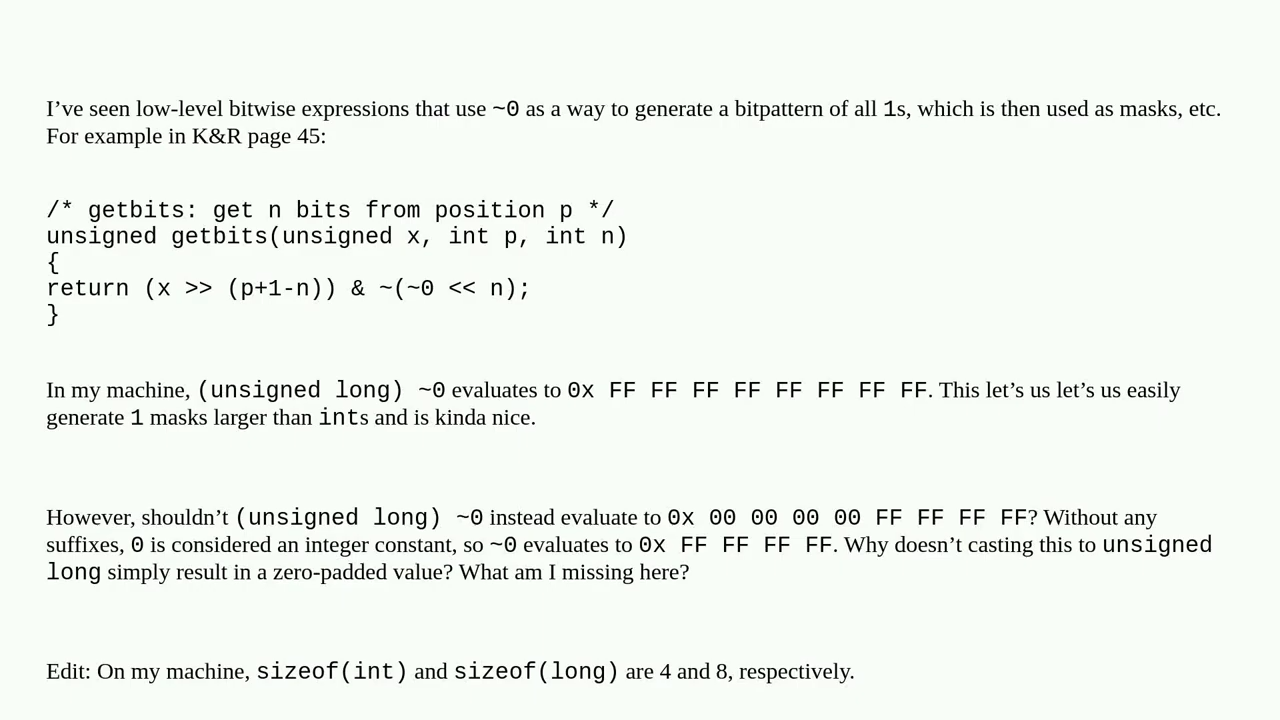 I’ve seen low-level bitwise expressions that use ~0 as a way to generate a bitpattern of all 1s, which is then used as masks, etc.
For example in K&R page 45:
/* getbits: get n bits from position p */
unsigned getbits(unsigned x, int p, int n)
{
return (x >> (p+1-n)) & ~(~0 << n);
}
In my machine, (unsigned long) ~0 evaluates to 0x FF FF FF FF FF FF FF FF. This let’s us let’s us easily
generate 1 masks larger than ints and is kinda nice.
However, shouldn’t (unsigned long) ~0 instead evaluate to 0x 00 00 00 00 FF FF FF FF? Without any
suffixes, 0 is considered an integer constant, so ~0 evaluates to 0x FF FF FF FF. Why doesn’t casting this to unsigned
long simply result in a zero-padded value? What am I missing here?
Edit: On my machine, sizeof(int) and sizeof(long) are 4 and 8, respectively.